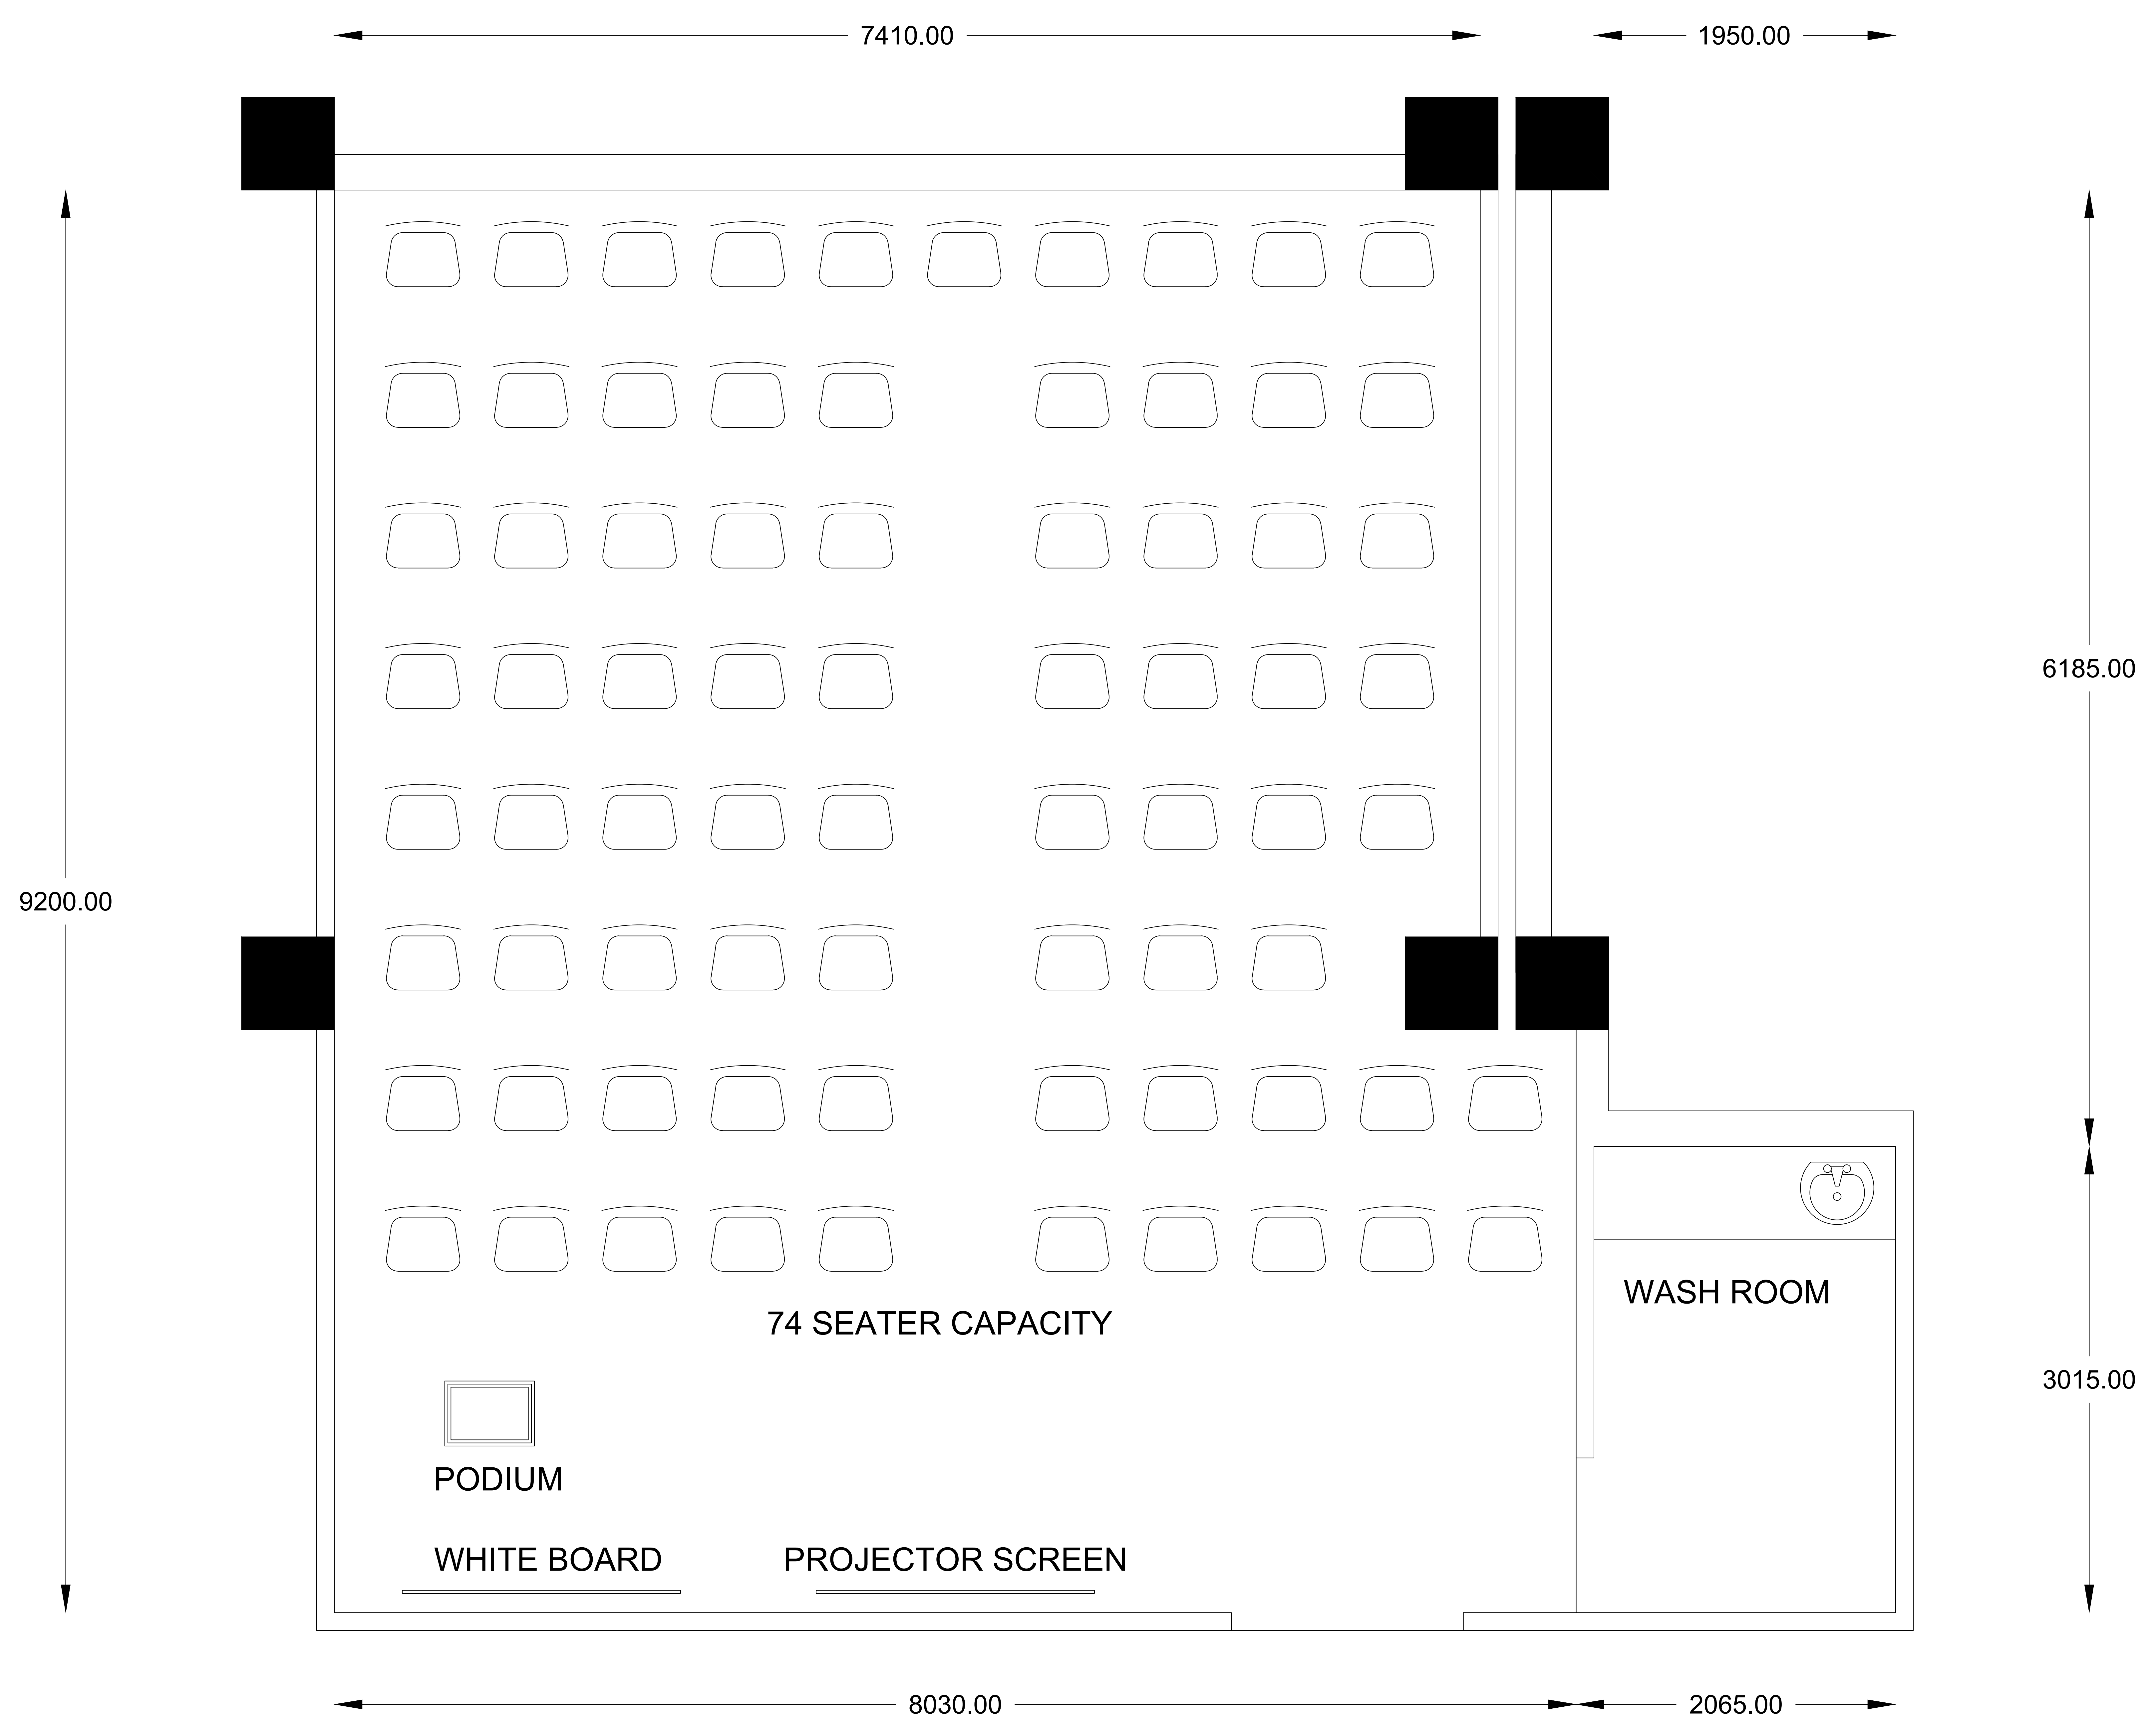 7410.00
1950.00
6185.00
9200.00
WASH ROOM
74 SEATER CAPACITY
3015.00
PODIUM
WHITE BOARD
PROJECTOR SCREEN
8030.00
2065.00